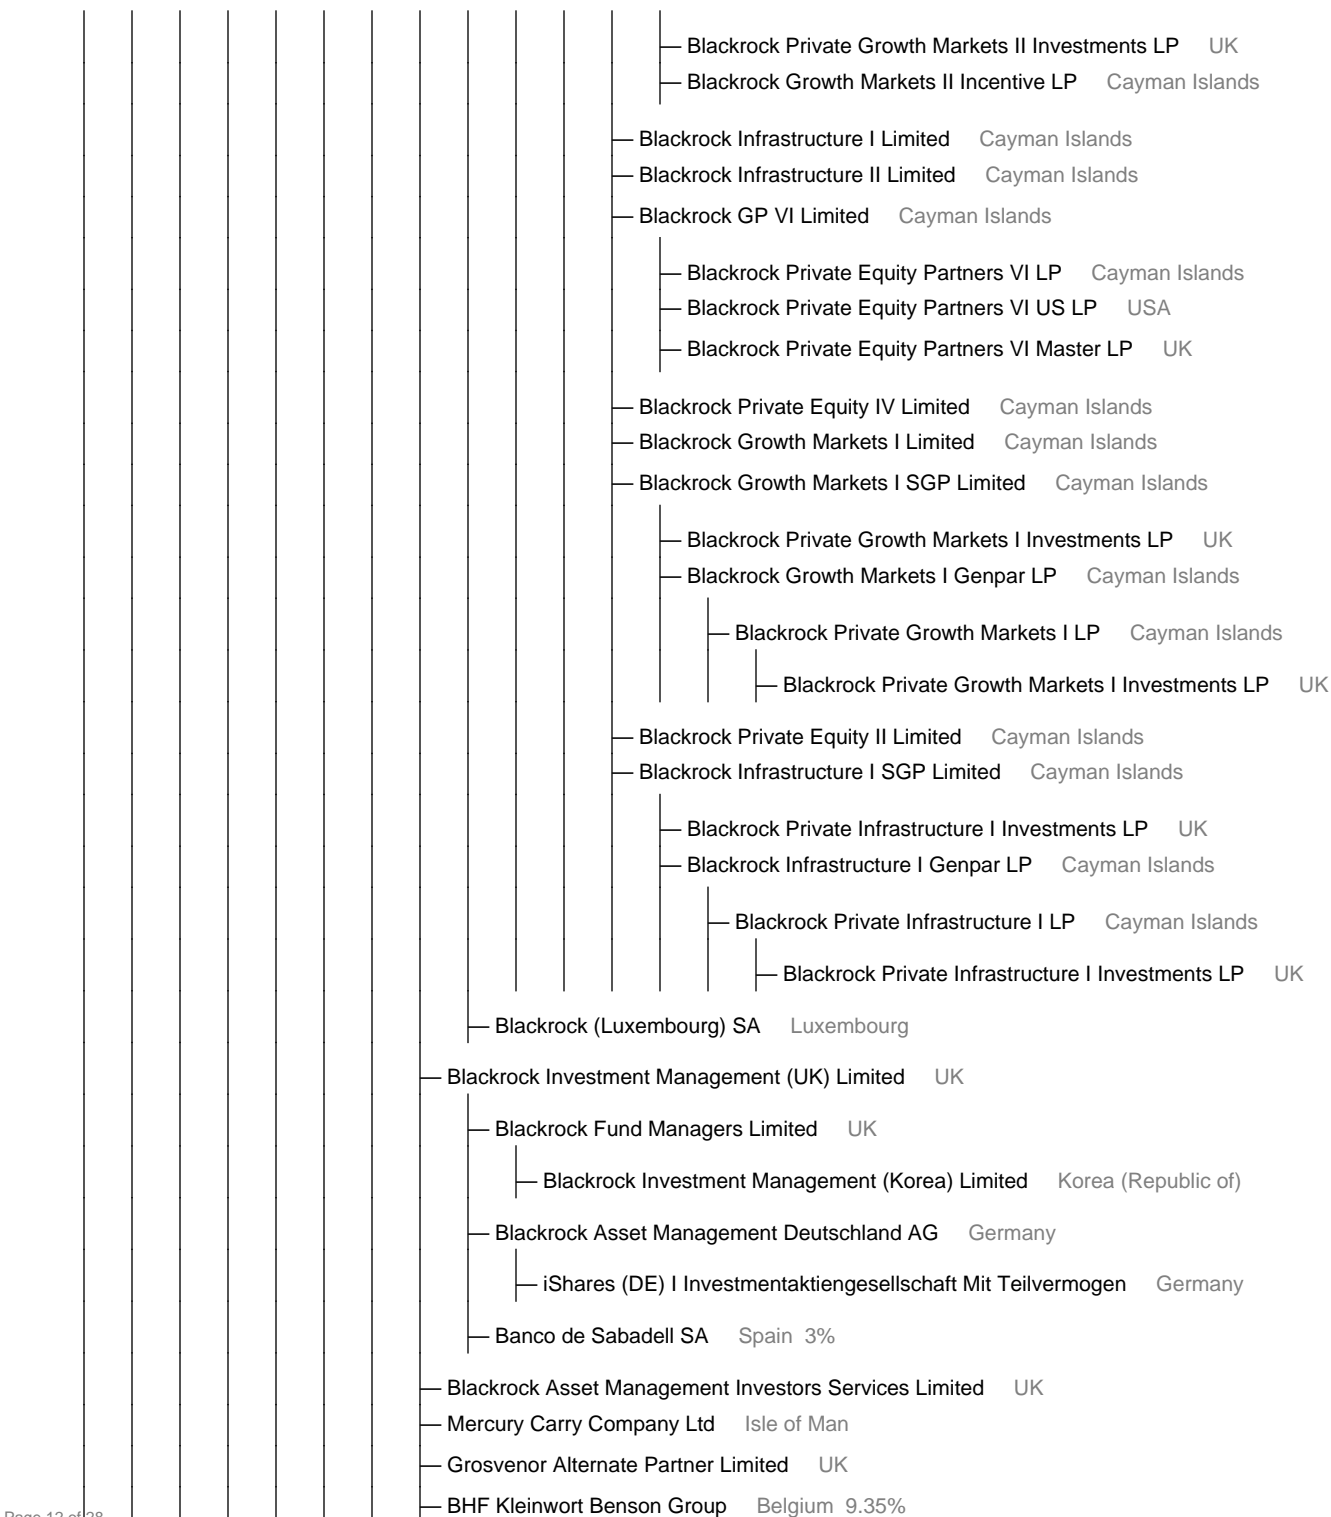 Blackrock Private Growth Markets II Investments LP UK
Blackrock Growth Markets II Incentive LP Cayman Islands
Blackrock Infrastructure I Limited Cayman Islands
Blackrock Infrastructure II Limited Cayman Islands
Blackrock GP VI Limited Cayman Islands
Blackrock Private Equity Partners VI LP Cayman Islands
Blackrock Private Equity Partners VI US LP USA
Blackrock Private Equity Partners VI Master LP UK
Blackrock Private Equity IV Limited Cayman Islands
Blackrock Growth Markets I Limited Cayman Islands
Blackrock Growth Markets I SGP Limited Cayman Islands
Blackrock Private Growth Markets I Investments LP UK
Blackrock Growth Markets I Genpar LP Cayman Islands
Blackrock Private Growth Markets I LP Cayman Islands
Blackrock Private Growth Markets I Investments LP UK
Blackrock Private Equity II Limited Cayman Islands
Blackrock Infrastructure I SGP Limited Cayman Islands
Blackrock Private Infrastructure I Investments LP UK
Blackrock Infrastructure I Genpar LP Cayman Islands
Blackrock Private Infrastructure I LP Cayman Islands
Blackrock Private Infrastructure I Investments LP UK
Blackrock (Luxembourg) SA Luxembourg
Blackrock Investment Management (UK) Limited UK
Blackrock Fund Managers Limited UK
Blackrock Investment Management (Korea) Limited Korea (Republic of)
Blackrock Asset Management Deutschland AG Germany
iShares (DE) I Investmentaktiengesellschaft Mit Teilvermogen Germany
Banco de Sabadell SA Spain 3%
Blackrock Asset Management Investors Services Limited UK
Mercury Carry Company Ltd Isle of Man
Grosvenor Alternate Partner Limited UK
BHF Kleinwort Benson Group Belgium 9.35%
Page 12 of 28